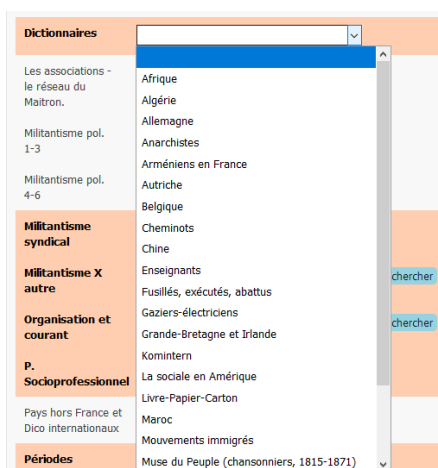 Dictionnaires
Les associations -
le réseau du
Maitron.
Militantisme pol.
1-3
Militantisme pol.
4-6
Militantisme
syndical
Militantisme X
autre
Organisation et
courant
P.
Socioprofessionnel
Pays hors France et
Dico internationaux
Périodes
Afrique
Algérie
Allemagne
Anarchistes
Arméniens en France
Autriche
Belgique
Cheminots
Chine
Enseignants
Fusillés, exécutés, abattus
Gaziers-électriciens
Grande-Bretagne et Irlande
Komintern
La sociale en Amérique
Livre-Papier-Carton
Maroc
Mouvements immigrés
Muse du Peuple (chansonniers, 1815-1871)
chercher
chercher